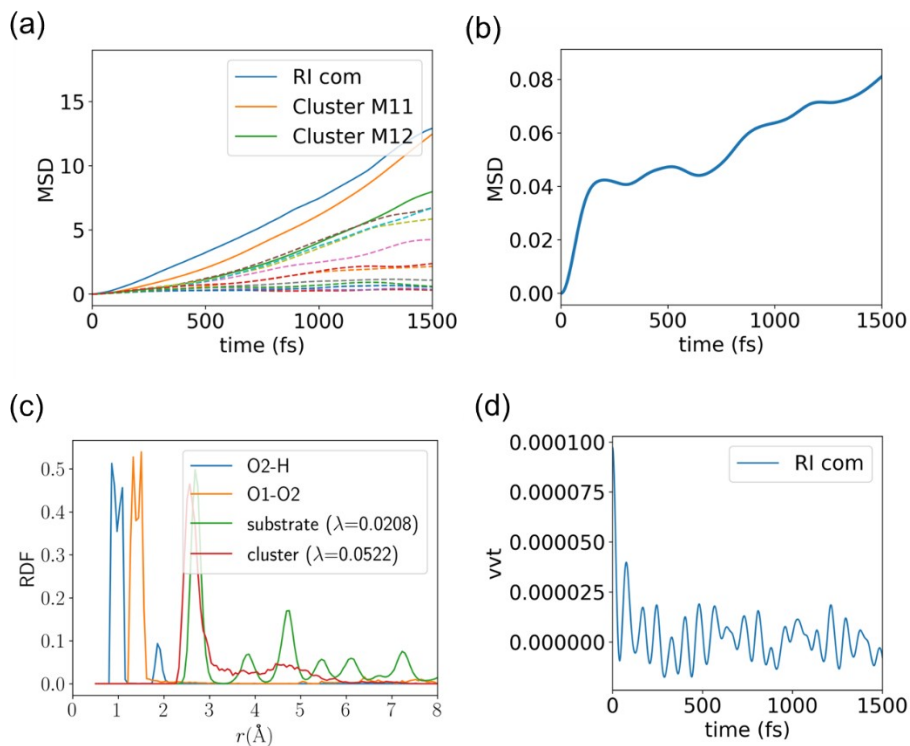 (a)
RI com
Cluster M11
Cluster M12
15
10
5
0
MSD
0 500 1000 1500
time (fs)
(b)
0.08
0.06
0.04
0.02
0.00
MSD
0 500 1000 1500
time (fs)
(c)
O2-H
O1-O2
substrate (λ=0.0208)
cluster (λ=0.0522)
0.5
0.4
0.3
0.2
0.1
0.0
RDF
0 1 2 3 4 5 6 7 8
r(Å)
(d)
RI com
0.000100
0.000075
0.000050
0.000025
0.000000
vvt
0 500 1000 1500
time (fs)